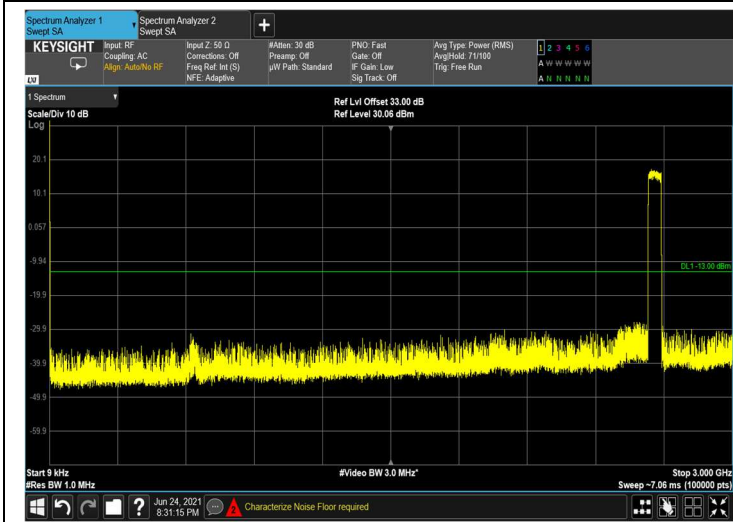 Spectrum Analyzer 1
Swept SA
Spectrum Analyzer 2
Swept SA
+
KEYSIGHT
LXI
Input: RF
Coupling: AC
Align: Auto/No RF
Input Z: 50 Ω
Corrections: Off
Freq Ref: Int (S)
NFE: Adaptive
#Atten: 30 dB
Preamp: Off
µW Path: Standard
PNO: Fast
Gate: Off
IF Gain: Low
Sig Track: Off
Avg Type: Power (RMS)
Avg|Hold: 71/100
Trig: Free Run
1 2 3 4 5 6
A W W W W W
A N N N N N
1 Spectrum
Scale/Div 10 dB
Log
Ref Lvl Offset 33.00 dB
Ref Level 30.06 dBm
20.1
10.1
0.057
-9.94
-19.9
-29.9
-39.9
-49.9
-59.9
DL1 -13.00 dBm
Start 9 kHz
#Res BW 1.0 MHz
#Video BW 3.0 MHz*
Stop 3.000 GHz
Sweep ~7.06 ms (100000 pts)
?
Jun 24, 2021
8:31:15 PM
2
Characterize Noise Floor required